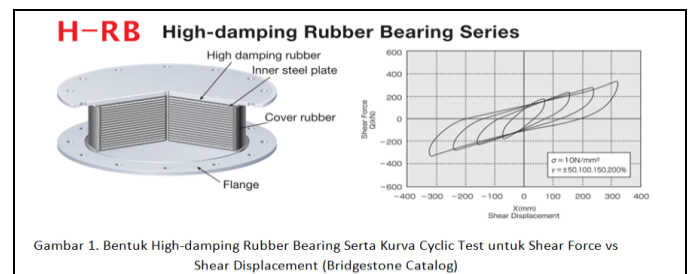 H-RB High-damping Rubber Bearing Series
High damping rubber
Inner steel plate
Cover rubber
Flange
600
400
200
0
-200
-400
-600
Shear Force
Q(kN)
σ=10N/mm²
γ=±50,100,150,200%
-400 -300 -200 -100 0 100 200 150 300 400
X(mm)
Shear Displacement
Gambar 1. Bentuk High-damping Rubber Bearing Serta Kurva Cyclic Test untuk Shear Force vs
Shear Displacement (Bridgestone Catalog)